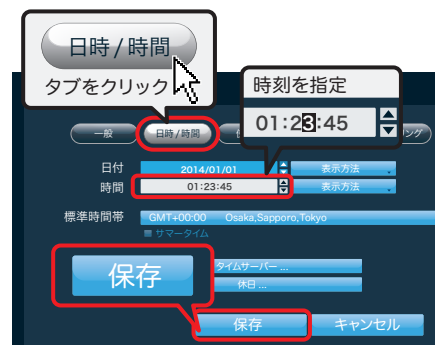 日時/時間
タブをクリック
時刻を指定
01:23:45
一般
日時/時間
ング
日付
2014/01/01
表示方法
時間
01:23:45
表示方法
標準時間帯
GMT+00:00 Osaka,Sapporo,Tokyo
サマータイム
保存
タイムサーバー ...
休日 ...
保存
キャンセル